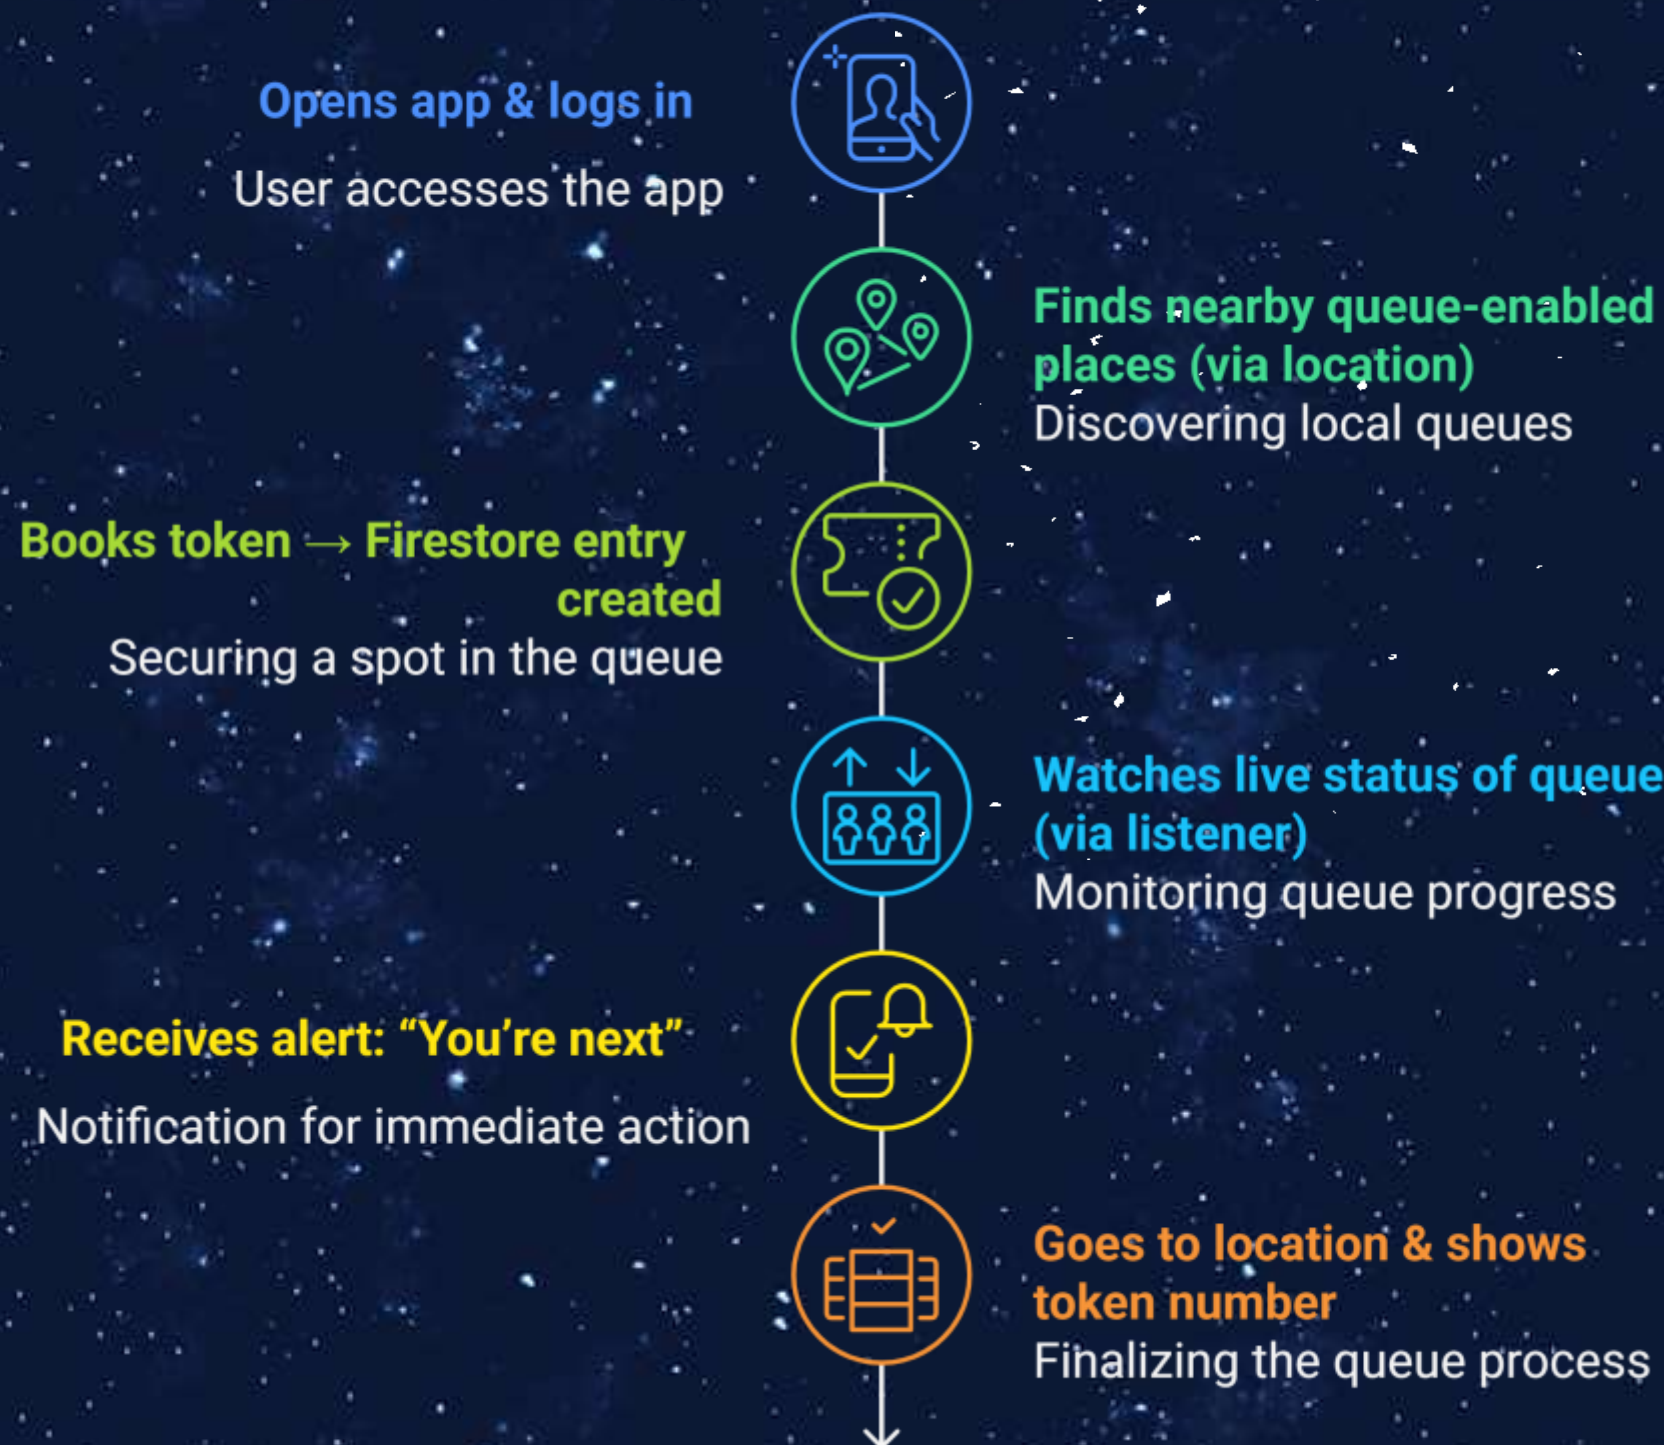 Opens app & logs in
User accesses the app
Finds nearby queue-enabled
places (via location)
Discovering local queues
Books token → Firestore entry
created
Securing a spot in the queue
Watches live status of queue
(via listener)
Monitoring queue progress
Receives alert: “You’re next”
Notification for immediate action
Goes to location & shows
token number
Finalizing the queue process